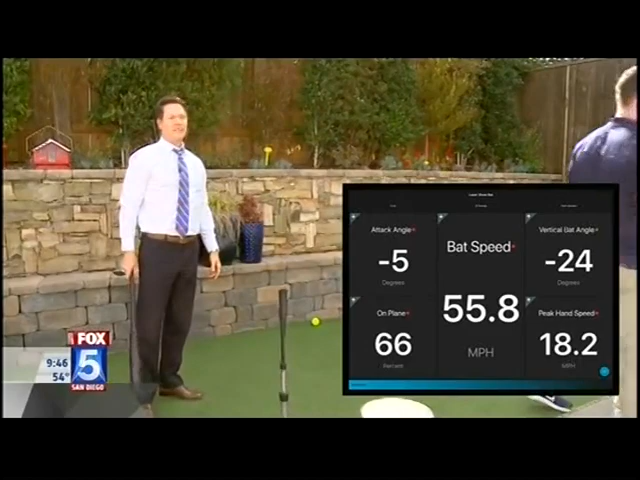 Attack Angle
-5
Degrees
Bat Speed
55.8
MPH
Vertical Bat Angle
-24
Degrees
On Plane
66
Percent
Peak Hand Speed
18.2
MPH
FOX
5
SAN DIEGO
9:46
54°